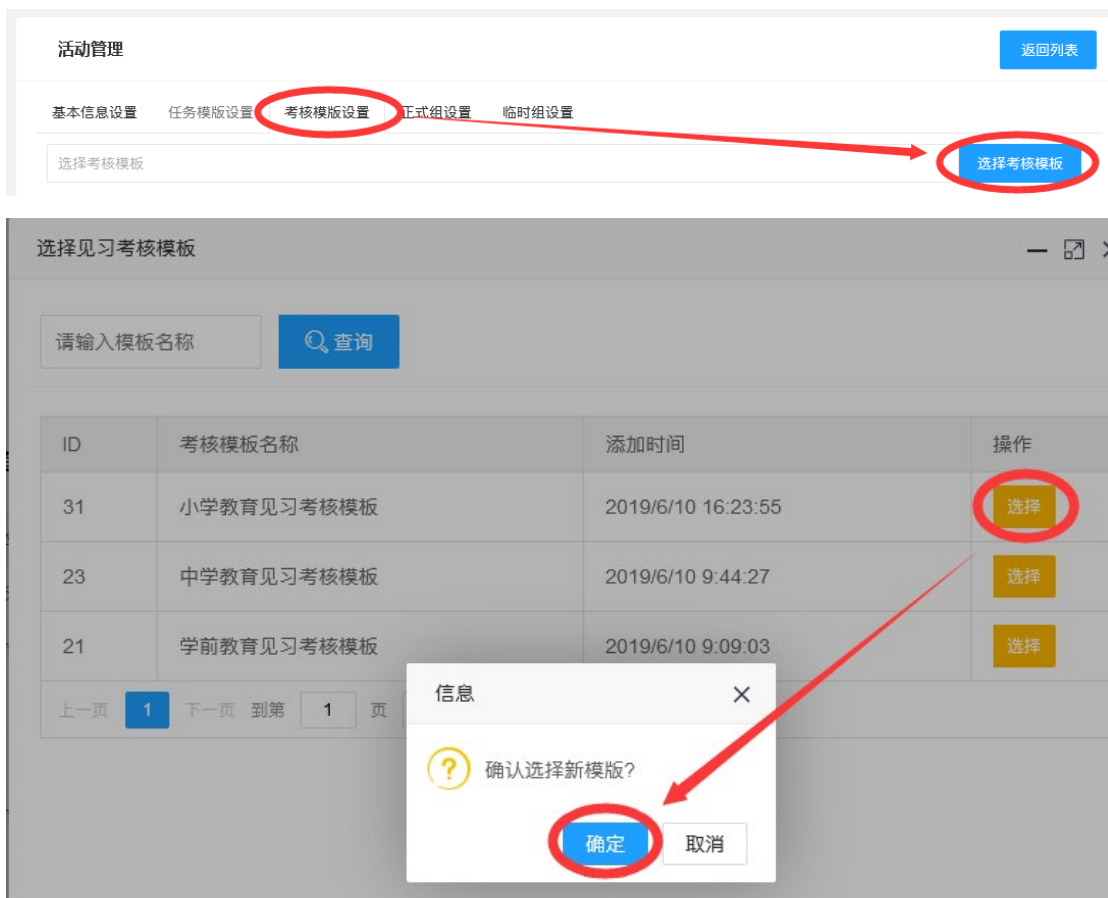 活动管理
返回列表
基本信息设置 任务模版设置 考核模版设置 正式组设置 临时组设置
选择考核模板 选择考核模板
选择见习考核模板
请输入模板名称 查询
ID 考核模板名称 添加时间 操作
31 小学教育见习考核模板 2019/6/10 16:23:55 选择
23 中学教育见习考核模板 2019/6/10 9:44:27 选择
21 学前教育见习考核模板 2019/6/10 9:09:03 选择
上一页 1 下一页 到第 1 页
信息
确认选择新模版?
确定 取消